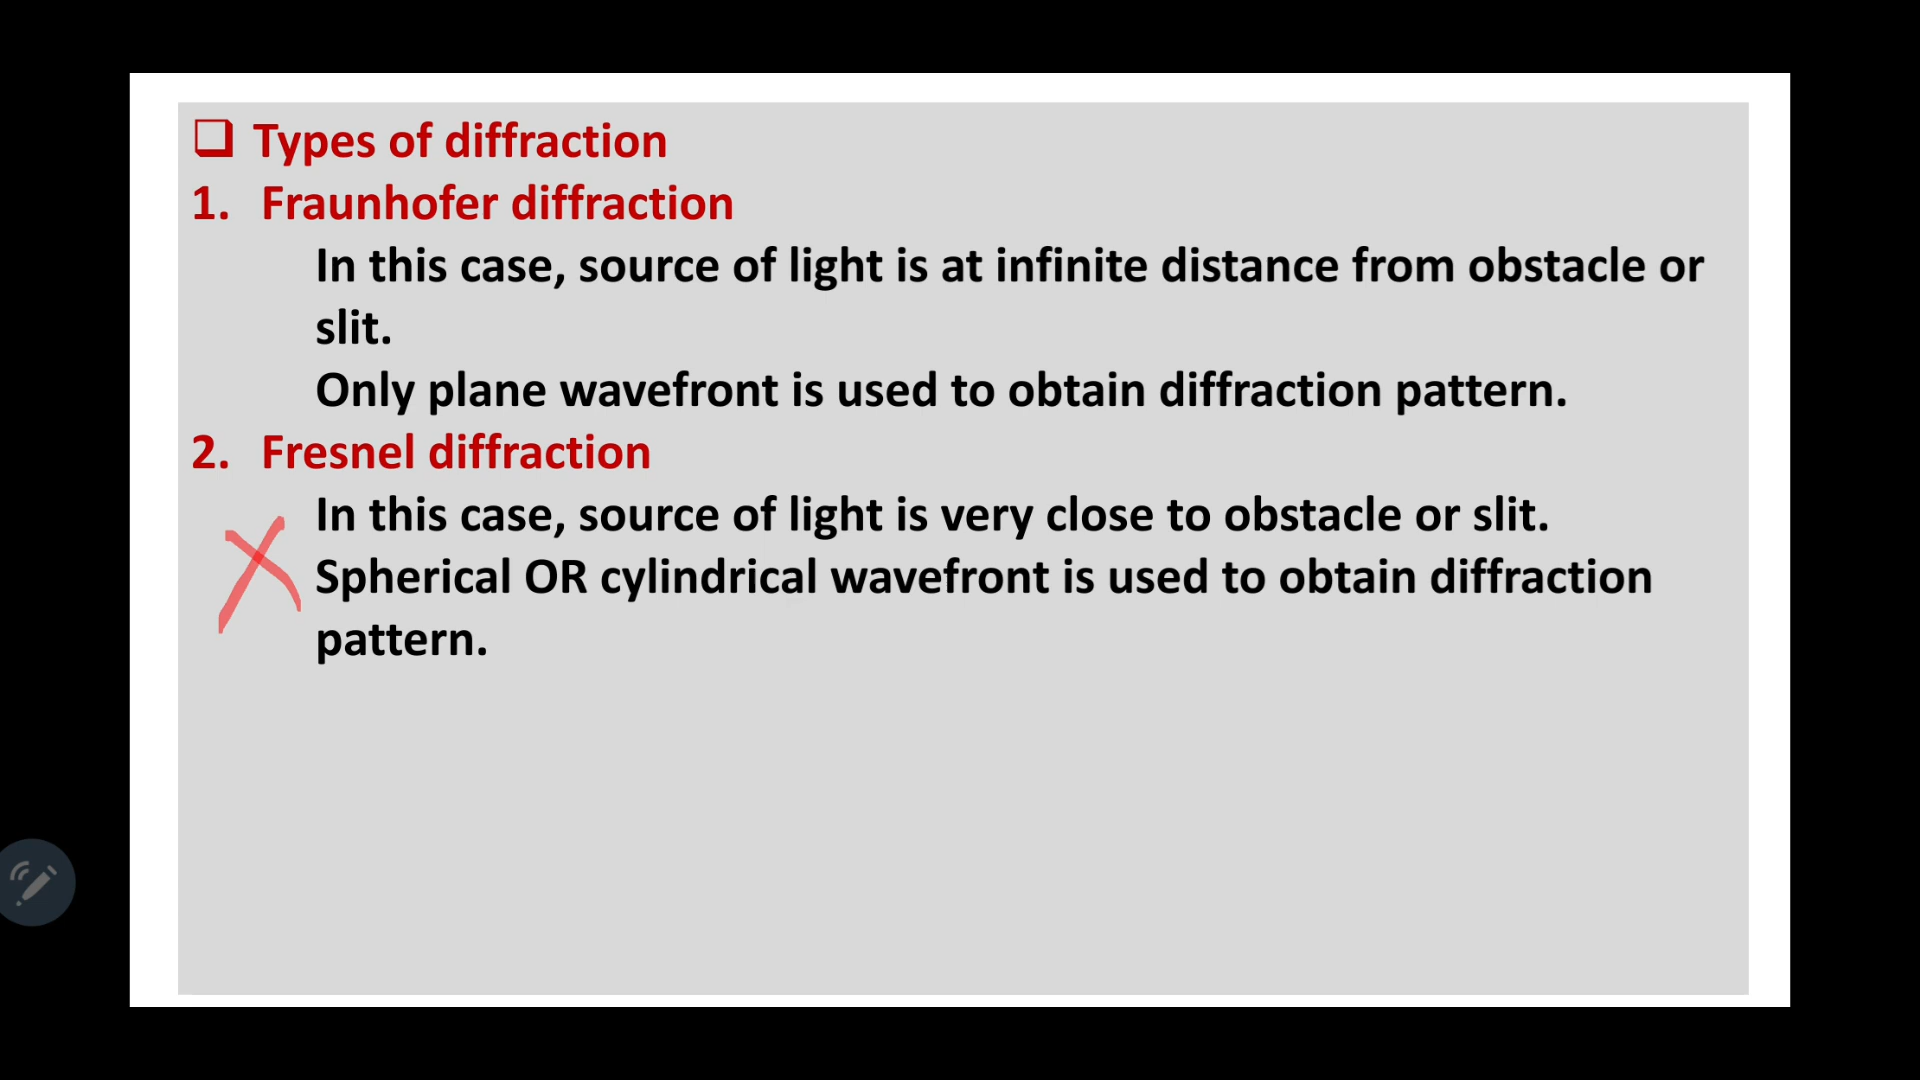 Types of diffraction
1. Fraunhofer diffraction
In this case, source of light is at infinite distance from obstacle or
slit.
Only plane wavefront is used to obtain diffraction pattern.
2. Fresnel diffraction
In this case, source of light is very close to obstacle or slit.
Spherical OR cylindrical wavefront is used to obtain diffraction
pattern.